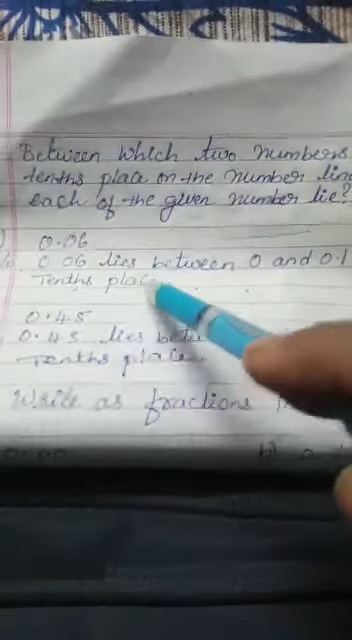 Between which two numbers
tenths place on the number line
each of the given number lie?
0.06
0.06 lies between 0 and 0.1
Tenths place
0.45
0.45 lies
Tenths place
Write as fractions